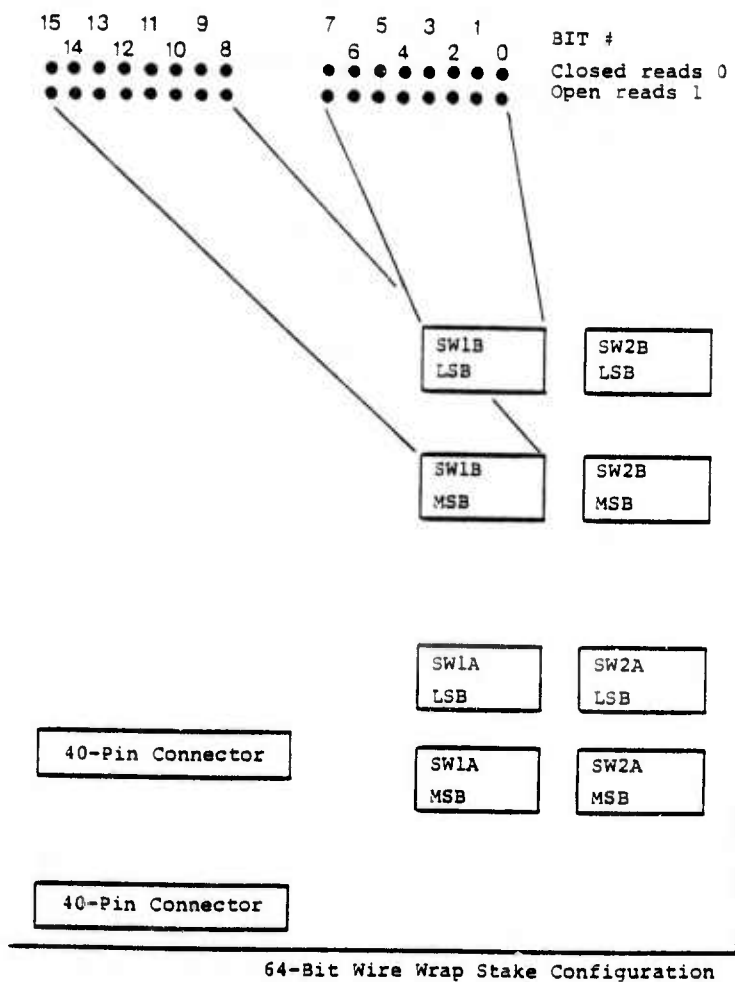 15 13 11 9 7 5 3 1 BIT #
14 12 10 8 6 4 2 0
Closed reads 0
Open reads 1
SW1B
LSB
SW2B
LSB
SW1B
MSB
SW2B
MSB
SW1A
LSB
SW2A
LSB
40-Pin Connector
SW1A
MSB
SW2A
MSB
40-Pin Connector
64-Bit Wire Wrap Stake Configuration